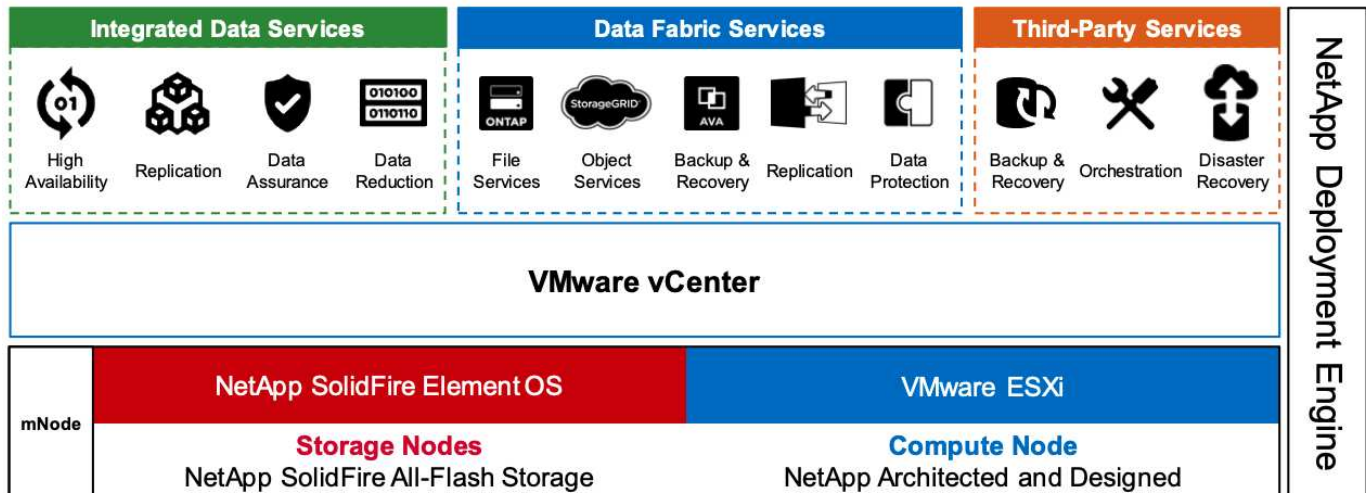 Integrated Data Services
01
High
Availability
Replication
Data
Assurance
010100
0110110
Data
Reduction
Data Fabric Services
ONTAP
File
Services
StorageGRID
Object
Services
AVA
Backup &
Recovery
Replication
Data
Protection
Third-Party Services
Backup &
Recovery
Orchestration
Disaster
Recovery
VMware vCenter
mNode
NetApp SolidFire Element OS
Storage Nodes
NetApp SolidFire All-Flash Storage
VMware ESXi
Compute Node
NetApp Architected and Designed
NetApp Deployment Engine